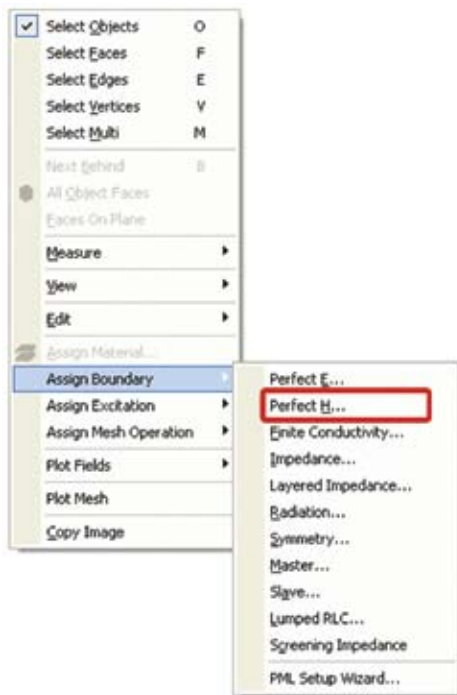 Select Objects O
Select Faces F
Select Edges E
Select Vertices V
Select Multi M
Next Behind B
All Object Faces
Faces On Plane
Measure
View
Edit
Assign Material...
Assign Boundary
Assign Excitation
Assign Mesh Operation
Plot Fields
Plot Mesh
Copy Image
Perfect E...
Perfect H...
Finite Conductivity...
Impedance...
Layered Impedance...
Radiation...
Symmetry...
Master...
Slave...
Lumped RLC...
Screening Impedance
PML Setup Wizard...